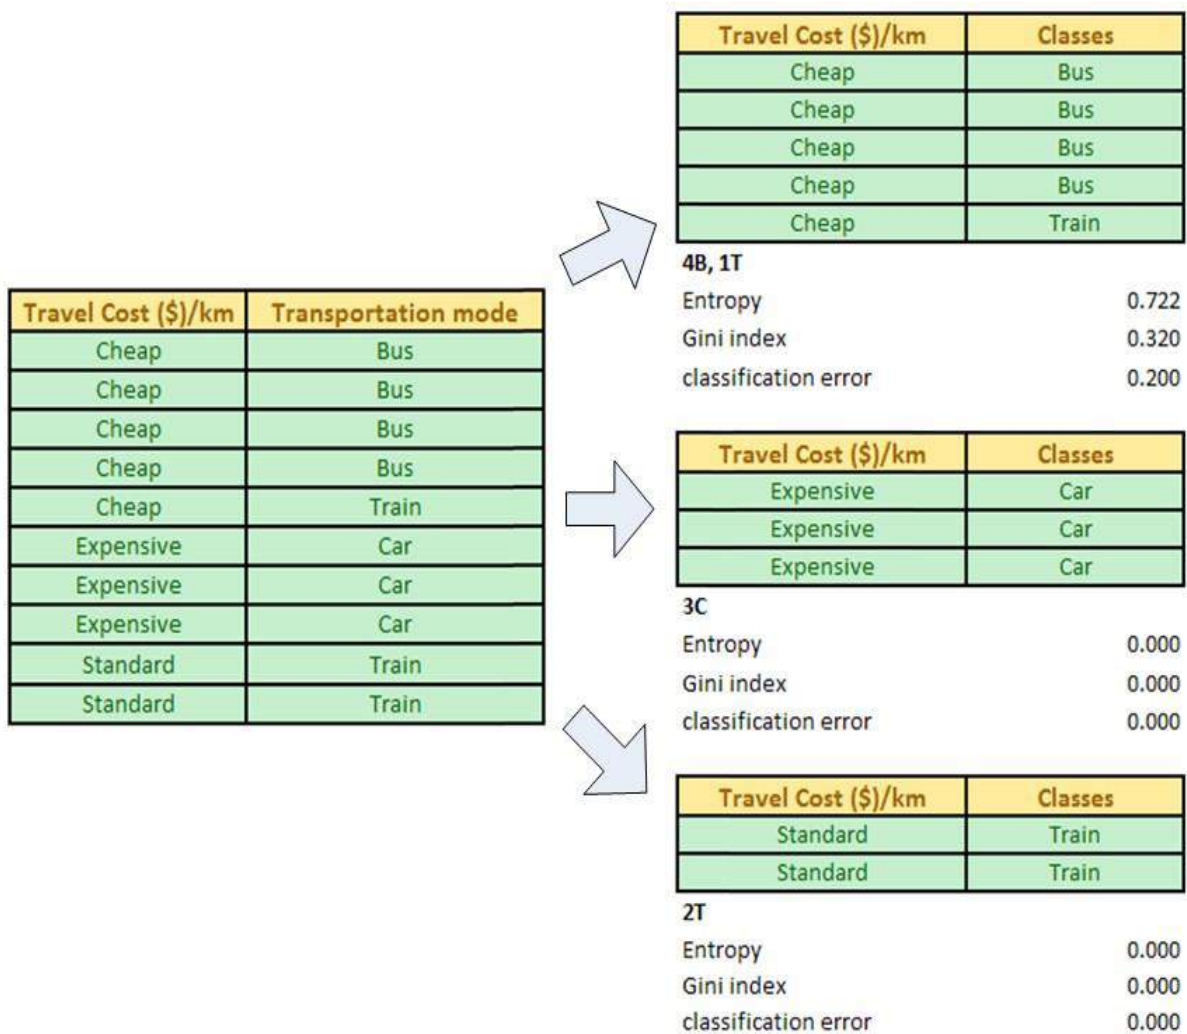 Travel Cost ($)/km Transportation mode
Cheap Bus
Cheap Bus
Cheap Bus
Cheap Bus
Cheap Train
Expensive Car
Expensive Car
Expensive Car
Standard Train
Standard Train
Travel Cost ($)/km Classes
Cheap Bus
Cheap Bus
Cheap Bus
Cheap Bus
Cheap Train
4B, 1T
Entropy 0.722
Gini index 0.320
classification error 0.200
Travel Cost ($)/km Classes
Expensive Car
Expensive Car
Expensive Car
3C
Entropy 0.000
Gini index 0.000
classification error 0.000
Travel Cost ($)/km Classes
Standard Train
Standard Train
2T
Entropy 0.000
Gini index 0.000
classification error 0.000